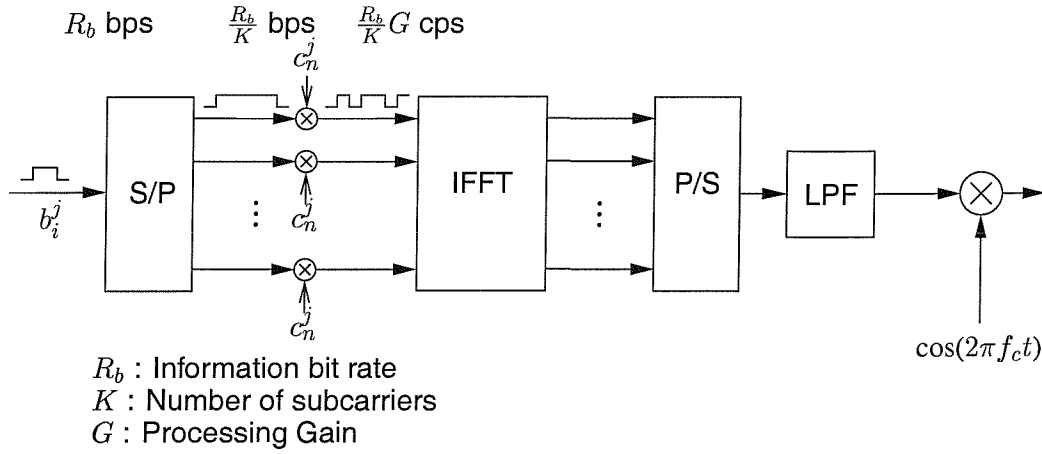 R_b bps   R_b/K bps   R_b/K G cps
c_n^j
S/P
IFFT
P/S
LPF
b_i^j
⋮
c_n^j
⋮
c_n^j
cos(2πf_ct)
R_b : Information bit rate
K : Number of subcarriers
G : Processing Gain